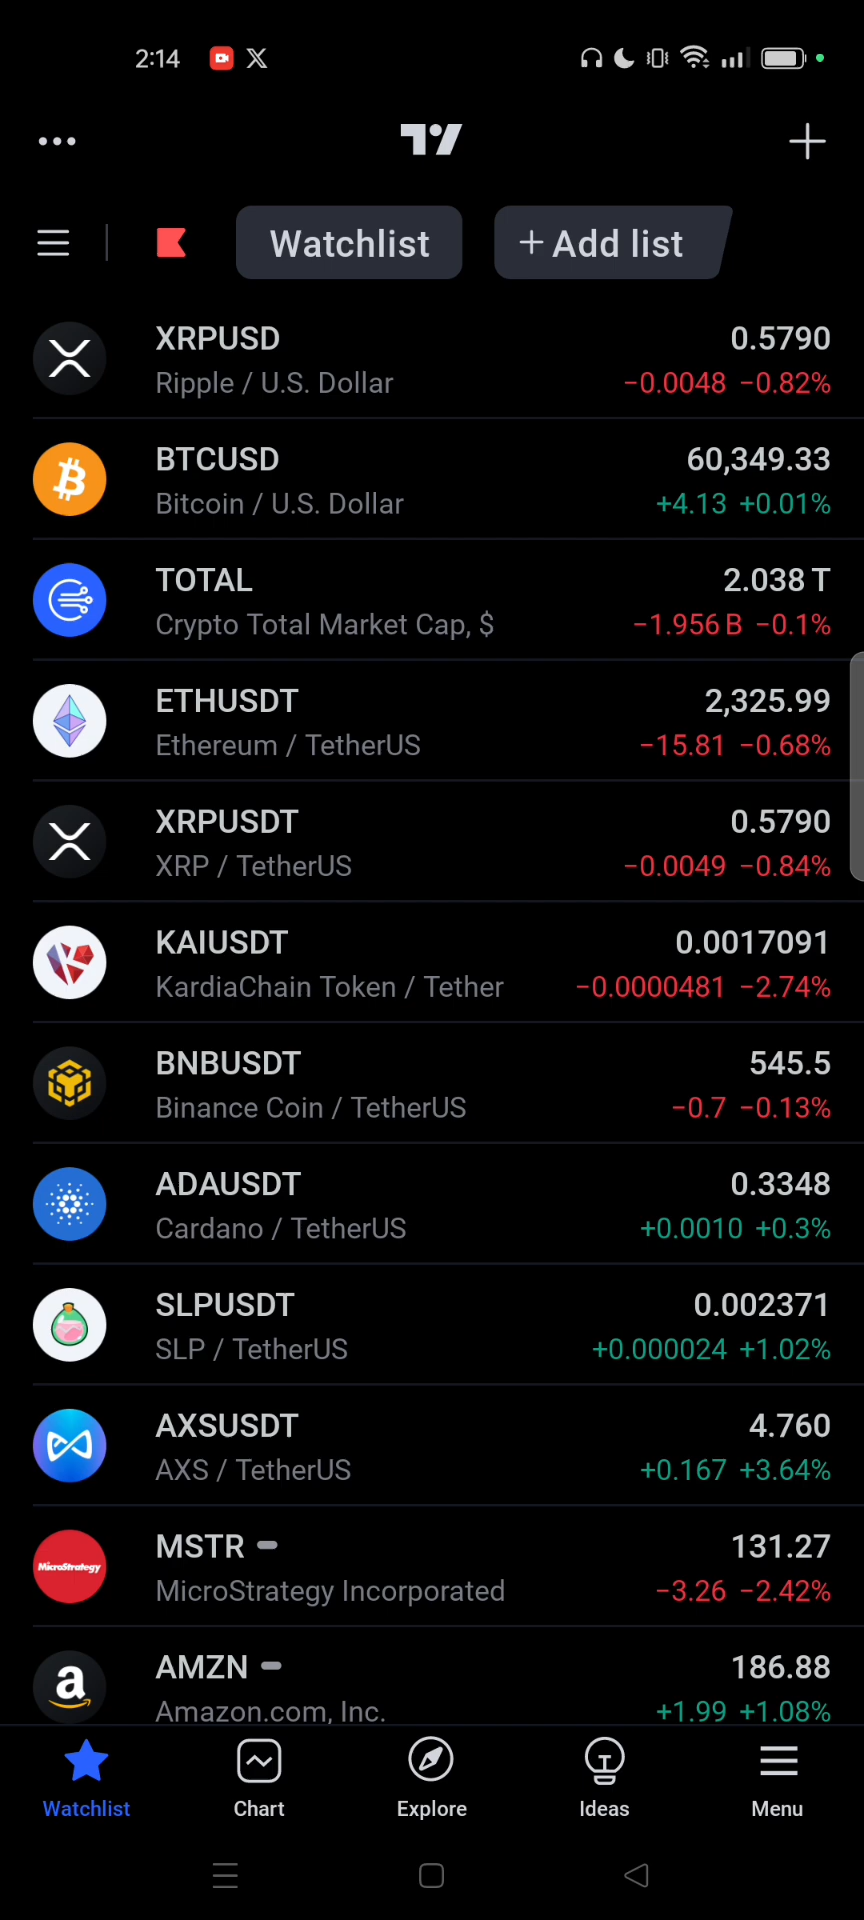 2:14
Watchlist
+ Add list
XRPUSD 0.5790
Ripple / U.S. Dollar −0.0048 −0.82%
BTCUSD 60,349.33
Bitcoin / U.S. Dollar +4.13 +0.01%
TOTAL 2.038 T
Crypto Total Market Cap, $ −1.956 B −0.1%
ETHUSDT 2,325.99
Ethereum / TetherUS −15.81 −0.68%
XRPUSDT 0.5790
XRP / TetherUS −0.0049 −0.84%
KAIUSDT 0.0017091
KardiaChain Token / Tether −0.0000481 −2.74%
BNBUSDT 545.5
Binance Coin / TetherUS −0.7 −0.13%
ADAUSDT 0.3348
Cardano / TetherUS +0.0010 +0.3%
SLPUSDT 0.002371
SLP / TetherUS +0.000024 +1.02%
AXSUSDT 4.760
AXS / TetherUS +0.167 +3.64%
MSTR 131.27
MicroStrategy
MicroStrategy Incorporated −3.26 −2.42%
AMZN 186.88
Amazon.com, Inc. +1.99 +1.08%
Watchlist Chart Explore Ideas Menu